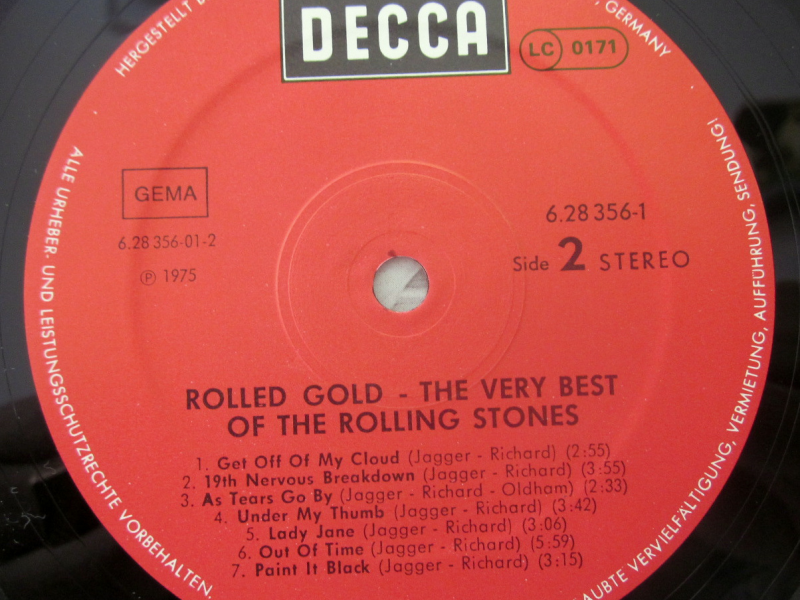 HERGESTELLT
DECCA
GERMANY
LC 0171
GEMA
6.28 356-01-2
Ⓟ 1975
6.28 356-1
Side 2 STEREO
ALLE URHEBER- UND LEISTUNGSSCHUTZRECHTE VORBEHALTEN.
VERVIELFÄLTIGUNG, VERMIETUNG, AUFFÜHRUNG, SENDUNG!
ROLLED GOLD - THE VERY BEST
OF THE ROLLING STONES
1. Get Off Of My Cloud (Jagger - Richard) (2:55)
2. 19th Nervous Breakdown (Jagger - Richard) (3:55)
3. As Tears Go By (Jagger - Richard - Oldham) (2:33)
4. Under My Thumb (Jagger - Richard) (3:42)
5. Lady Jane (Jagger - Richard) (3:06)
6. Out Of Time (Jagger - Richard) (5:59)
7. Paint It Black (Jagger - Richard) (3:15)